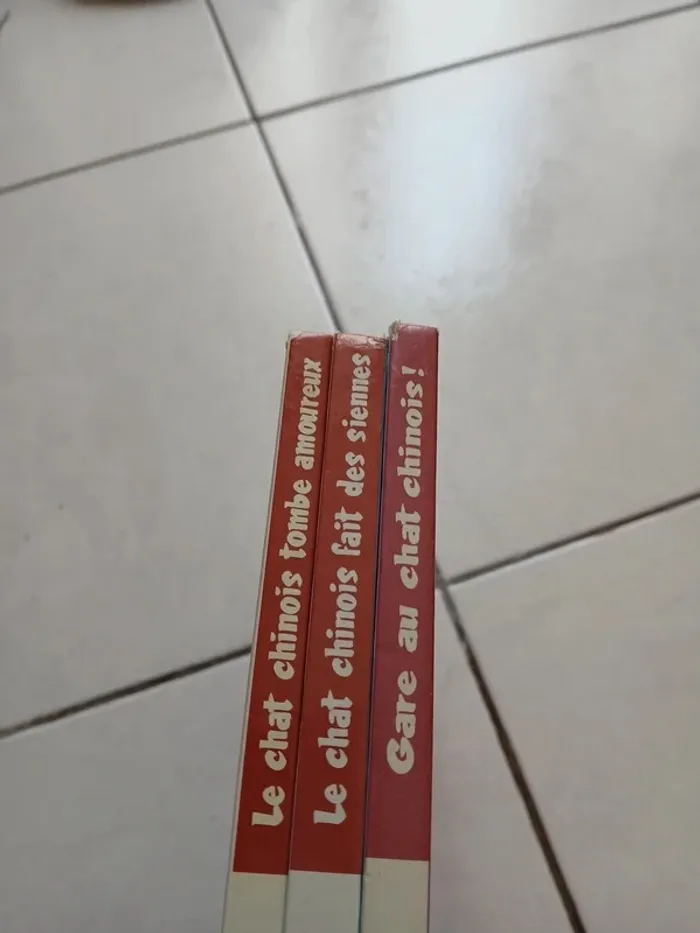 Le chat chinois tombe amoureux
Le chat chinois fait des siennes
Gare au chat chinois!